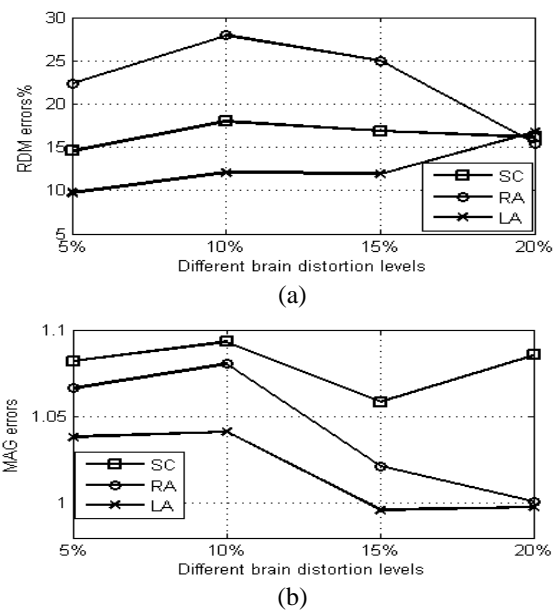 30
25
20
15
10
5
RDM errors%
SC
RA
LA
5%
10%
15%
20%
Different brain distortion levels
(a)
1.1
1.05
1
MAG errors
SC
RA
LA
5%
10%
15%
20%
Different brain distortion levels
(b)